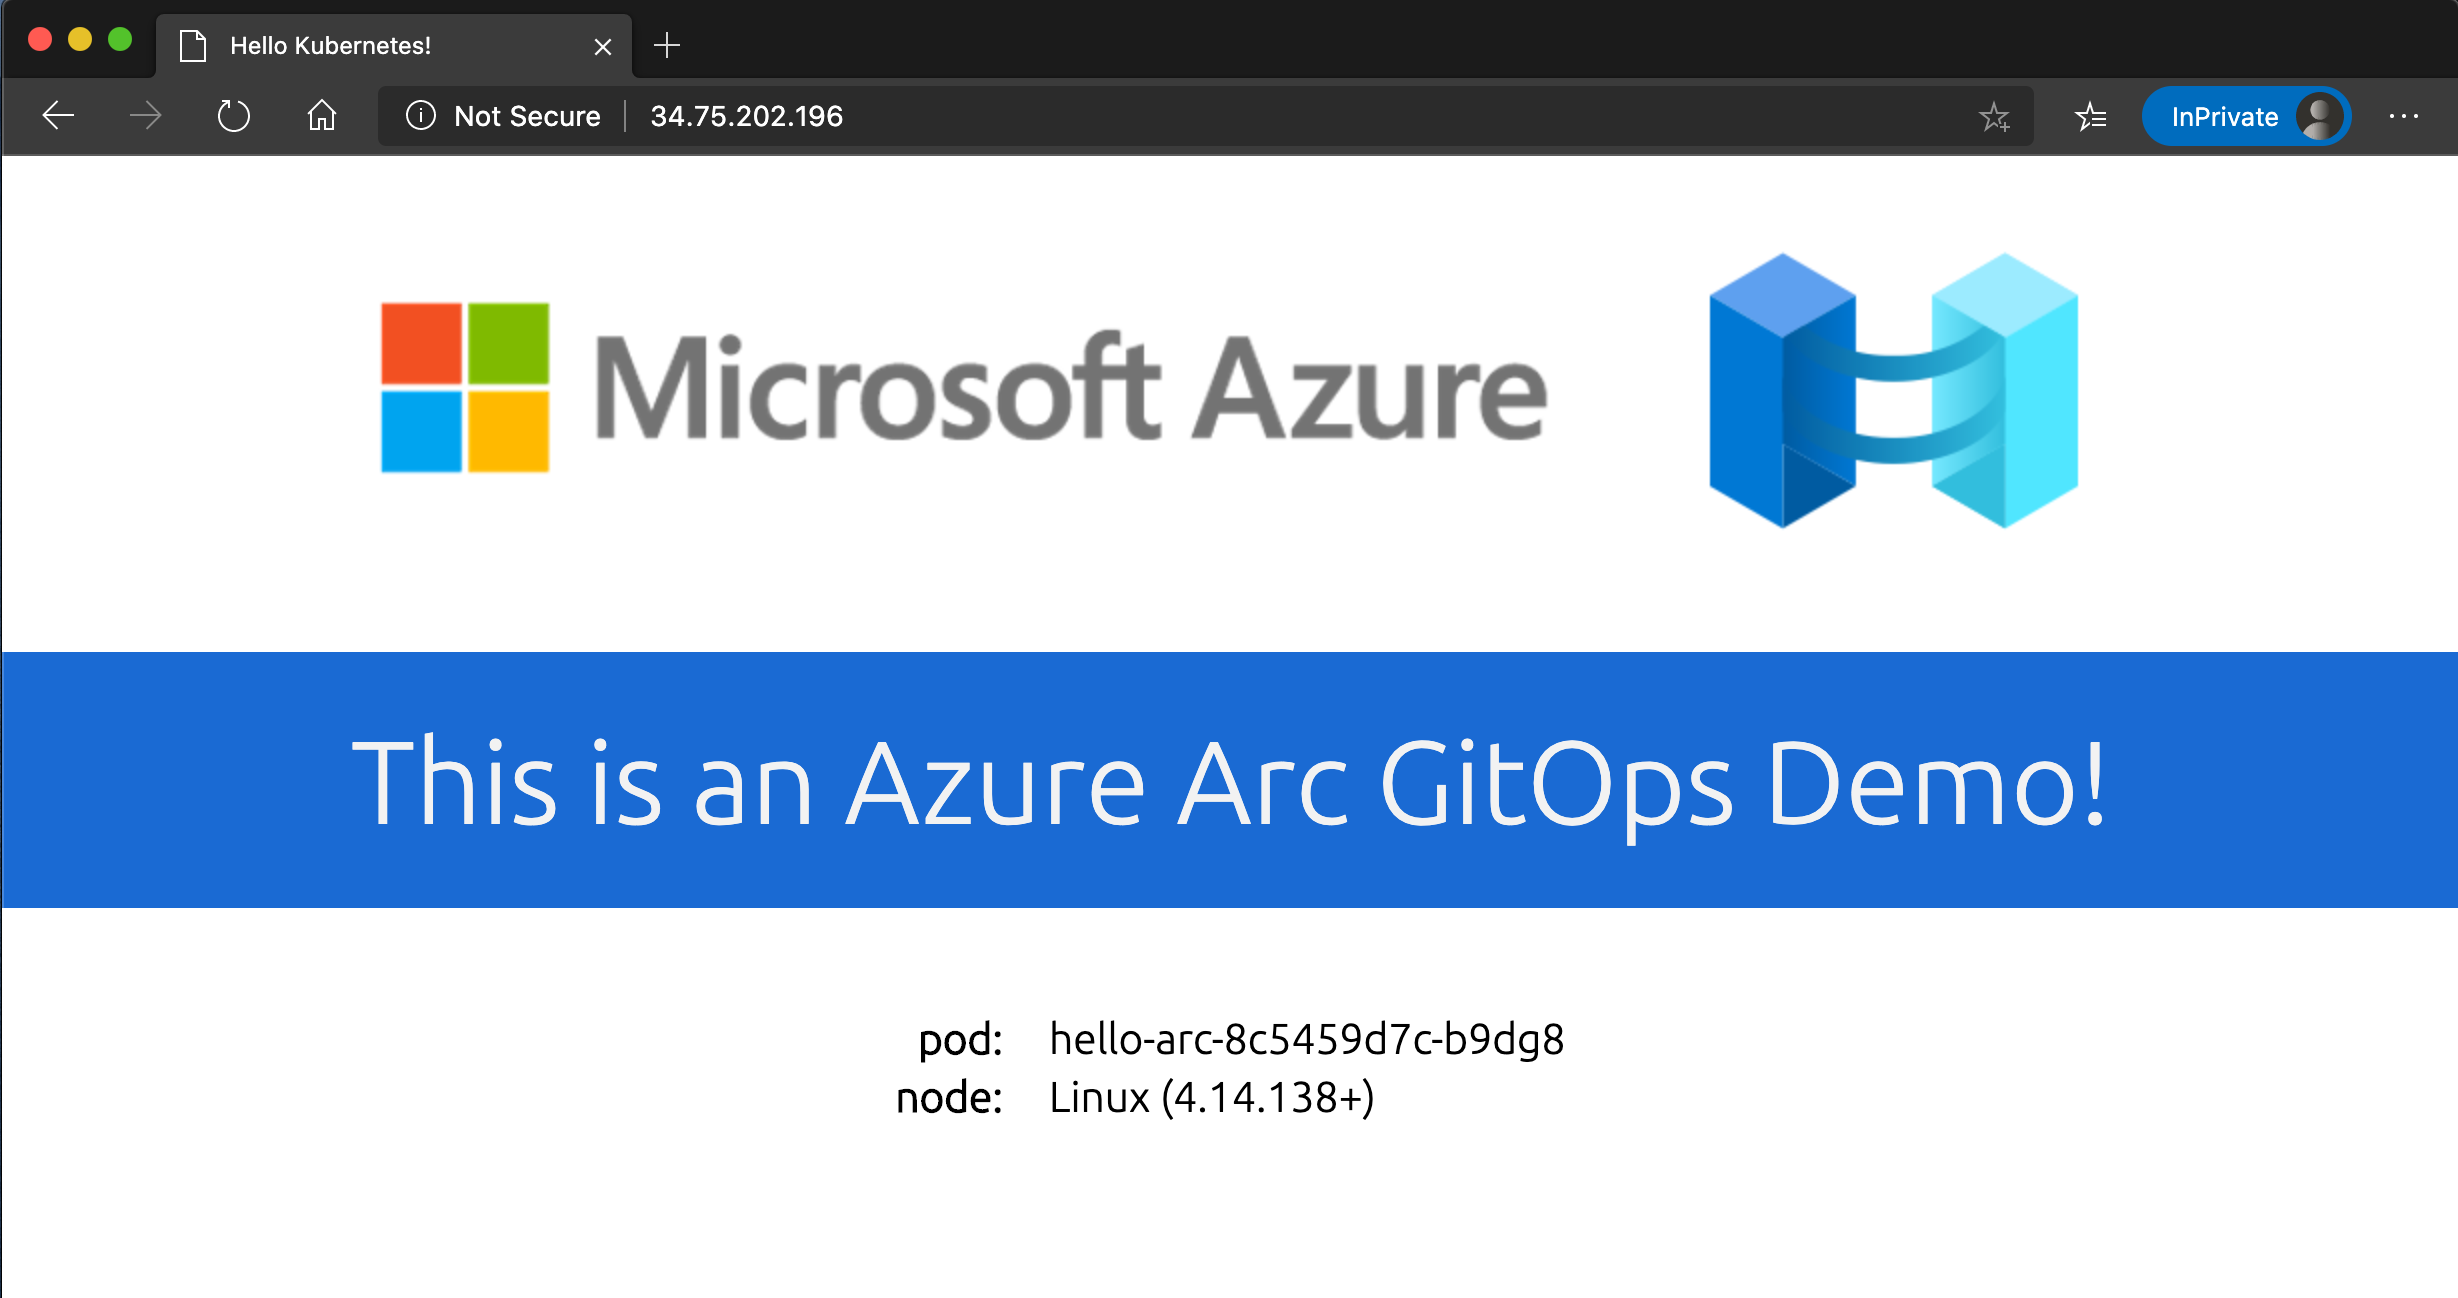 Hello Kubernetes!
Not Secure 34.75.202.196 InPrivate
Microsoft Azure
This is an Azure Arc GitOps Demo!
pod: hello-arc-8c5459d7c-b9dg8
node: Linux (4.14.138+)